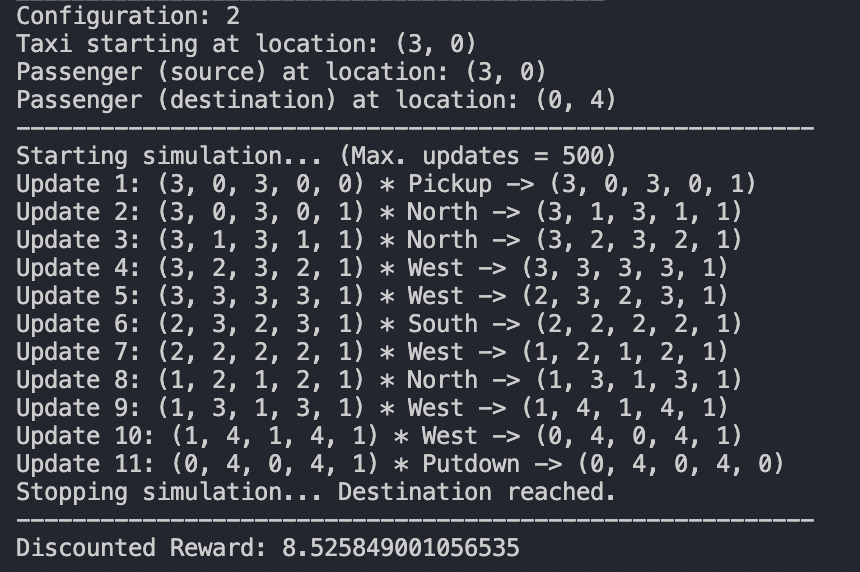 Configuration: 2
Taxi starting at location: (3, 0)
Passenger (source) at location: (3, 0)
Passenger (destination) at location: (0, 4)
---------------------------------------------------------
Starting simulation... (Max. updates = 500)
Update 1: (3, 0, 3, 0, 0) * Pickup -> (3, 0, 3, 0, 1)
Update 2: (3, 0, 3, 0, 1) * North -> (3, 1, 3, 1, 1)
Update 3: (3, 1, 3, 1, 1) * North -> (3, 2, 3, 2, 1)
Update 4: (3, 2, 3, 2, 1) * West -> (3, 3, 3, 3, 1)
Update 5: (3, 3, 3, 3, 1) * West -> (2, 3, 2, 3, 1)
Update 6: (2, 3, 2, 3, 1) * South -> (2, 2, 2, 2, 1)
Update 7: (2, 2, 2, 2, 1) * West -> (1, 2, 1, 2, 1)
Update 8: (1, 2, 1, 2, 1) * North -> (1, 3, 1, 3, 1)
Update 9: (1, 3, 1, 3, 1) * West -> (1, 4, 1, 4, 1)
Update 10: (1, 4, 1, 4, 1) * West -> (0, 4, 0, 4, 1)
Update 11: (0, 4, 0, 4, 1) * Putdown -> (0, 4, 0, 4, 0)
Stopping simulation... Destination reached.
---------------------------------------------------------
Discounted Reward: 8.525849001056535